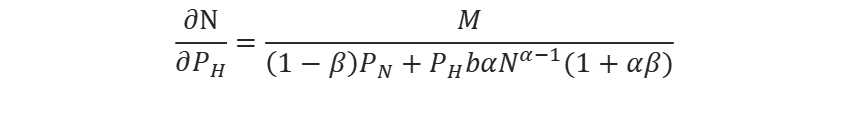 ∂N/∂P_H = M/((1 − β)P_N + P_H bαN^{α−1}(1 + αβ))